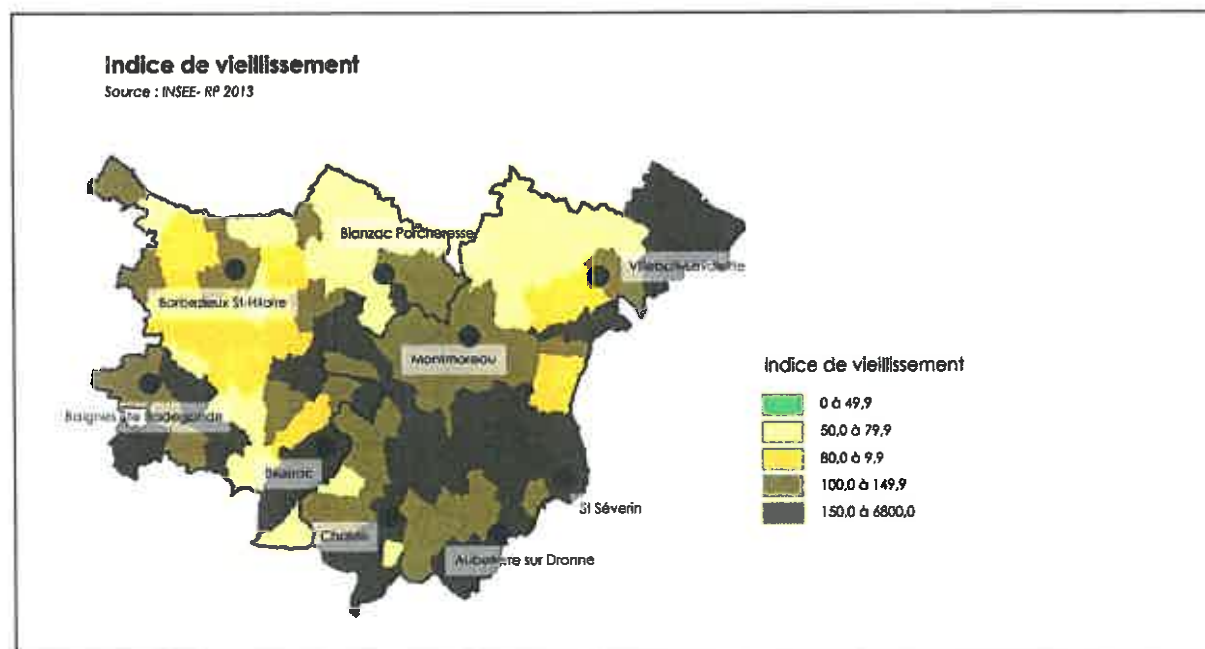 Indice de vieillissement
Source : INSEE- RP 2013
Blanzac Porcheresse
Villebois-Lavalette
Barbezieux St-Hilaire
Montmoreau
Baignes Ste Radegonde
Brossac
St Séverin
Chalais
Aubeterre sur Dronne
Indice de vieillissement
0 à 49,9
50,0 à 79,9
80,0 à 9,9
100,0 à 149,9
150,0 à 6800,0